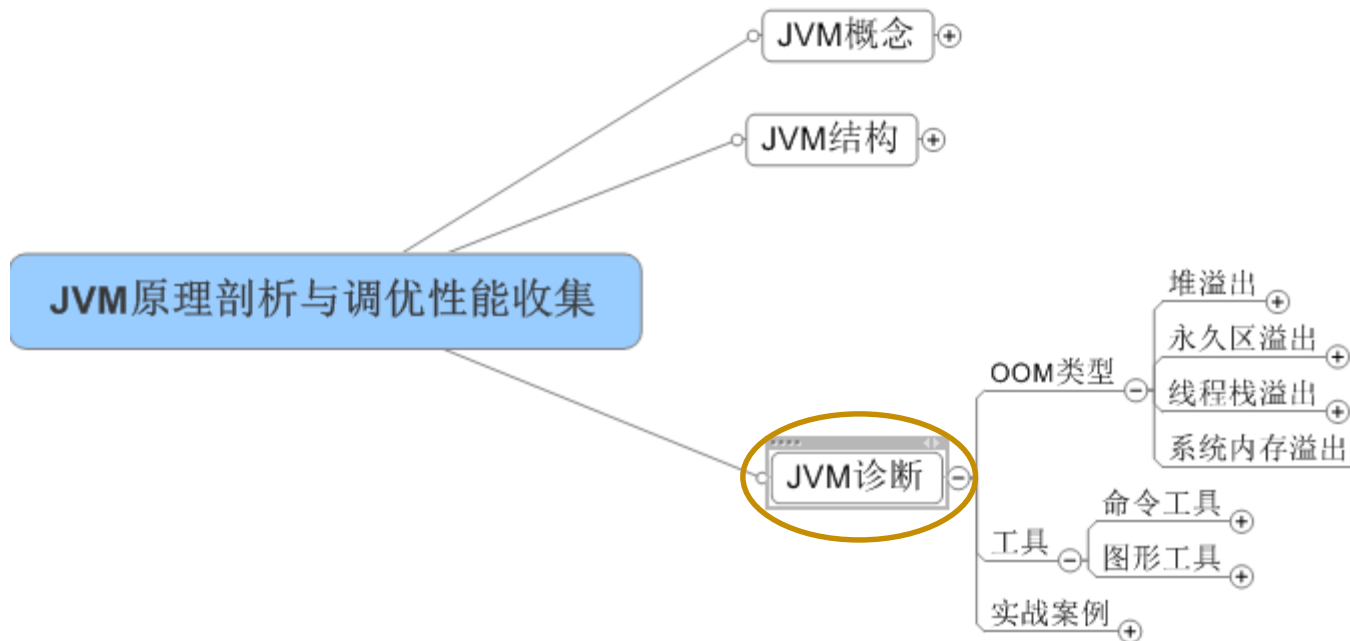 JVM概念
JVM结构
JVM原理剖析与调优性能收集
JVM诊断
OOM类型
堆溢出
永久区溢出
线程栈溢出
系统内存溢出
工具
命令工具
图形工具
实战案例